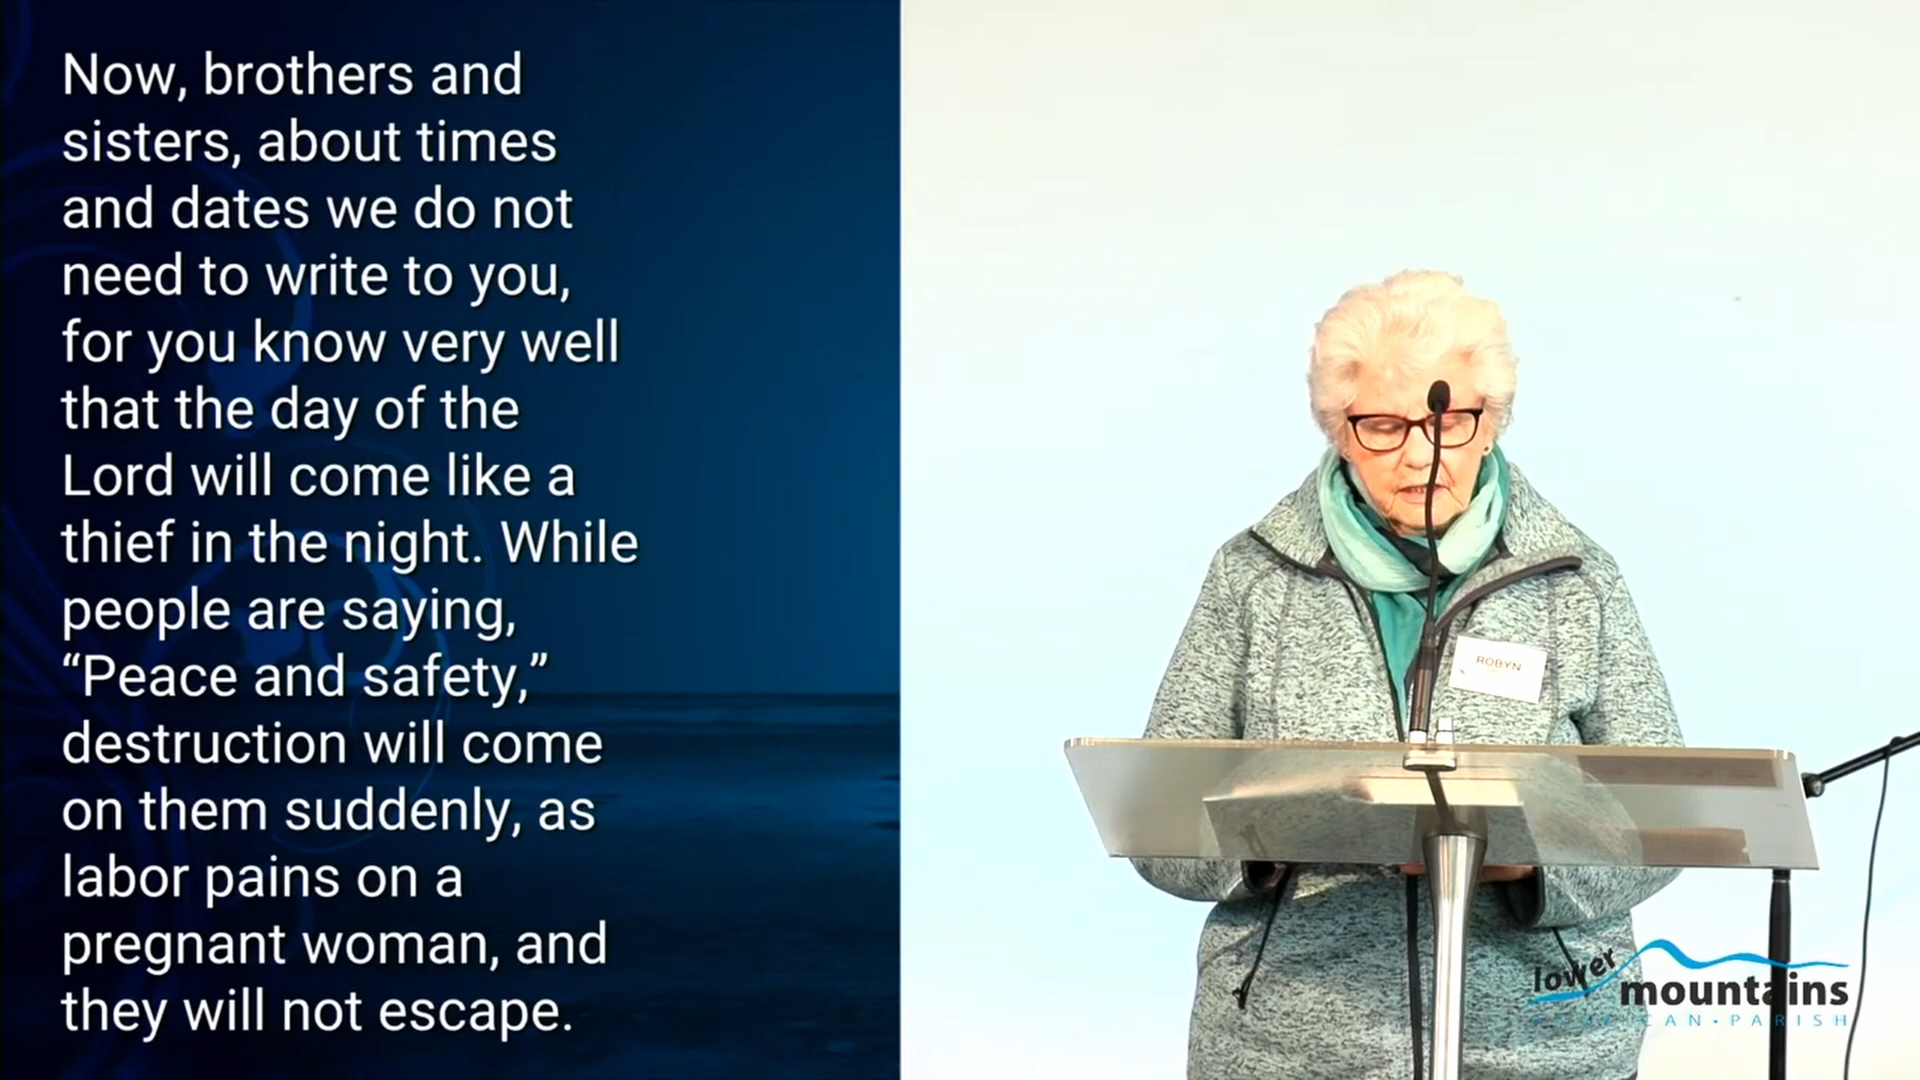 Now, brothers and
sisters, about times
and dates we do not
need to write to you,
for you know very well
that the day of the
Lord will come like a
thief in the night. While
people are saying,
“Peace and safety,”
destruction will come
on them suddenly, as
labor pains on a
pregnant woman, and
they will not escape.
ROBYN
lower
mountains
PARISH